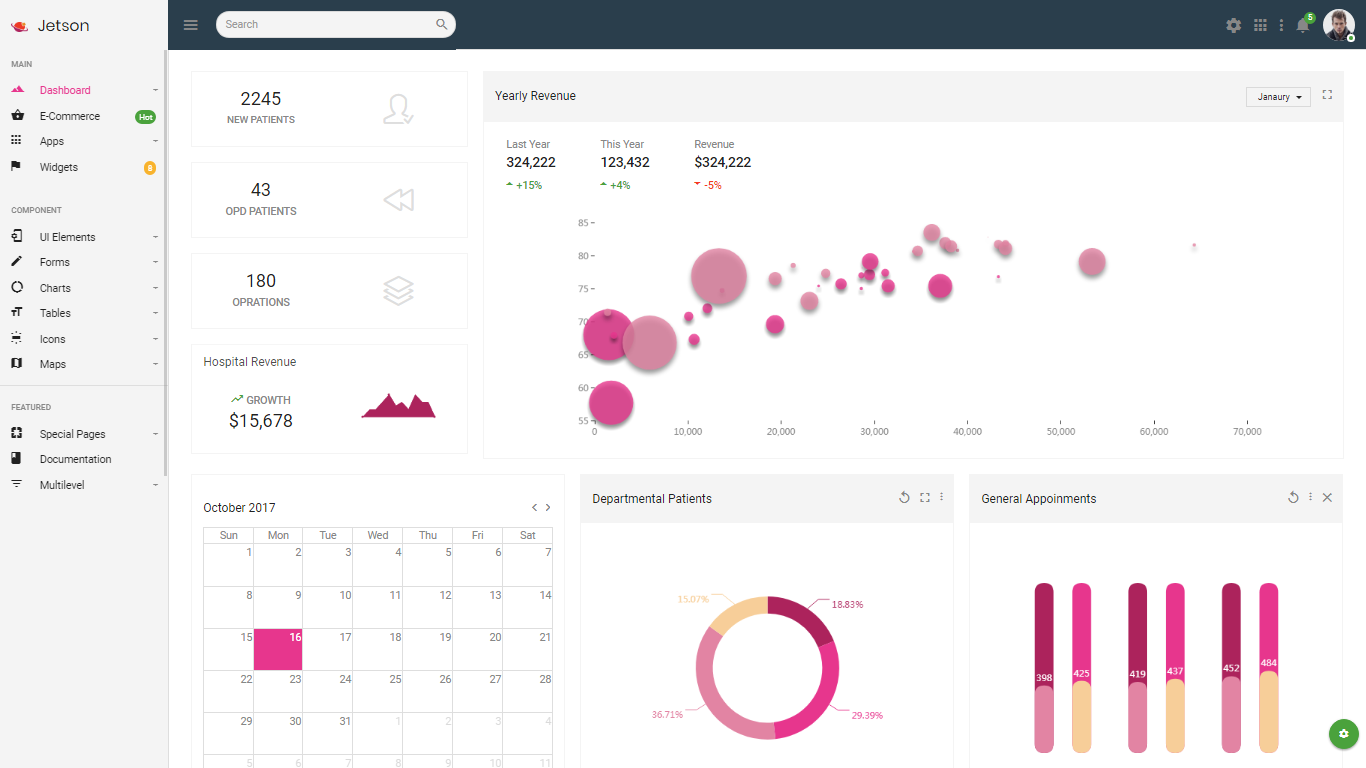 Jetson
Search
5
MAIN
Dashboard
E-Commerce Hot
Apps
Widgets 8
COMPONENT
UI Elements
Forms
Charts
Tables
Icons
Maps
FEATURED
Special Pages
Documentation
Multilevel
2245
NEW PATIENTS
43
OPD PATIENTS
180
OPRATIONS
Hospital Revenue
GROWTH
$15,678
Yearly Revenue
Janaury
Last Year This Year Revenue
324,222 123,432 $324,222
+15% +4% -5%
85
80
75
70
65
60
55
0 10,000 20,000 30,000 40,000 50,000 60,000 70,000
October 2017
Sun Mon Tue Wed Thu Fri Sat
1 2 3 4 5 6 7
8 9 10 11 12 13 14
15 16 17 18 19 20 21
22 23 24 25 26 27 28
29 30 31 1 2 3 4
5 6 7 8 9 10 11
Departmental Patients
15.07% 18.83%
36.71% 29.39%
General Appoinments
398 425 419 437 452 484